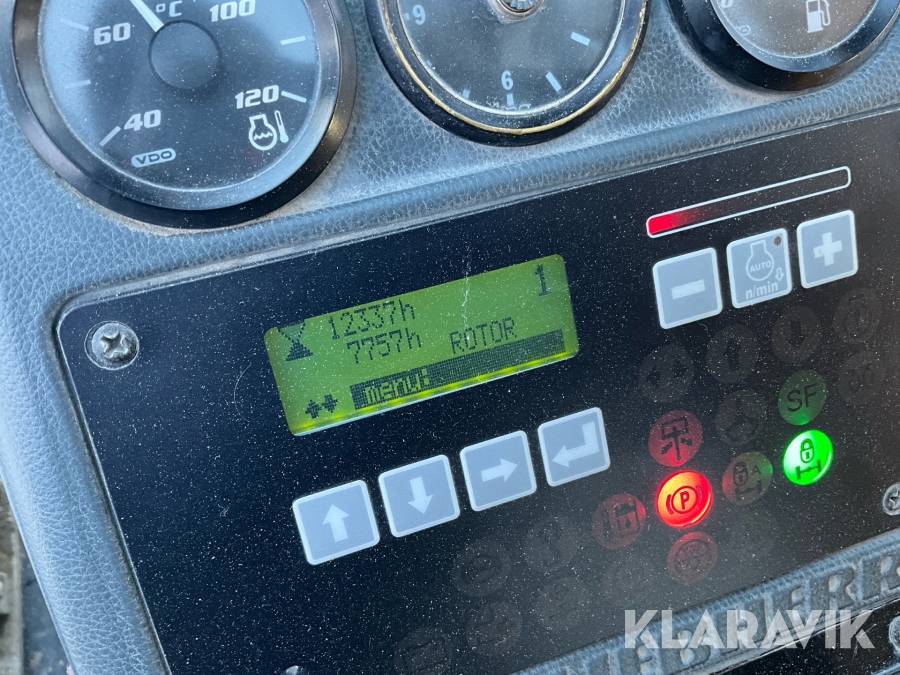 60
°C
100
120
40
VDO
9
6
1
12337h
7757h ROTOR
menu:
AUTO
n/min
SF
P
A
KLARAVIK